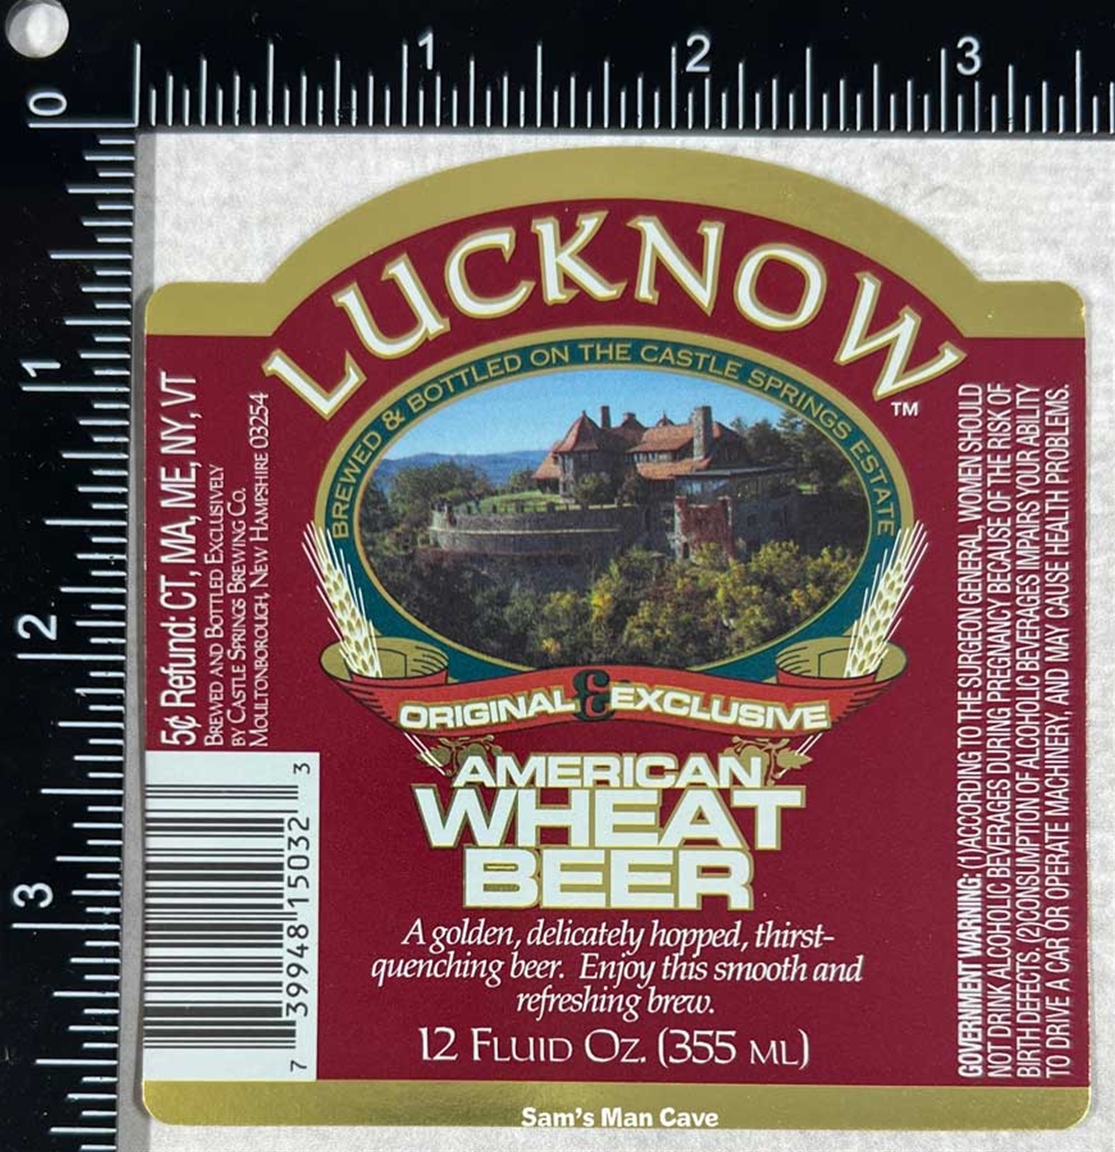 0
1
2
3
1
2
3
LUCKNOW
TM
BREWED & BOTTLED ON THE CASTLE SPRINGS ESTATE
ORIGINAL & EXCLUSIVE
AMERICAN
WHEAT
BEER
A golden, delicately hopped, thirst-
quenching beer. Enjoy this smooth and
refreshing brew.
12 FLUID OZ. (355 ML)
5¢ Refund: CT, MA, ME, NY, VT
BREWED AND BOTTLED EXCLUSIVELY
BY CASTLE SPRINGS BREWING CO.
MOULTONBOROUGH, NEW HAMPSHIRE 03254
7 39948 15032 3
GOVERNMENT WARNING: (1)ACCORDING TO THE SURGEON GENERAL, WOMEN SHOULD
NOT DRINK ALCOHOLIC BEVERAGES DURING PREGNANCY BECAUSE OF THE RISK OF
BIRTH DEFECTS. (2)CONSUMPTION OF ALCOHOLIC BEVERAGES IMPAIRS YOUR ABILITY
TO DRIVE A CAR OR OPERATE MACHINERY, AND MAY CAUSE HEALTH PROBLEMS.
Sam's Man Cave